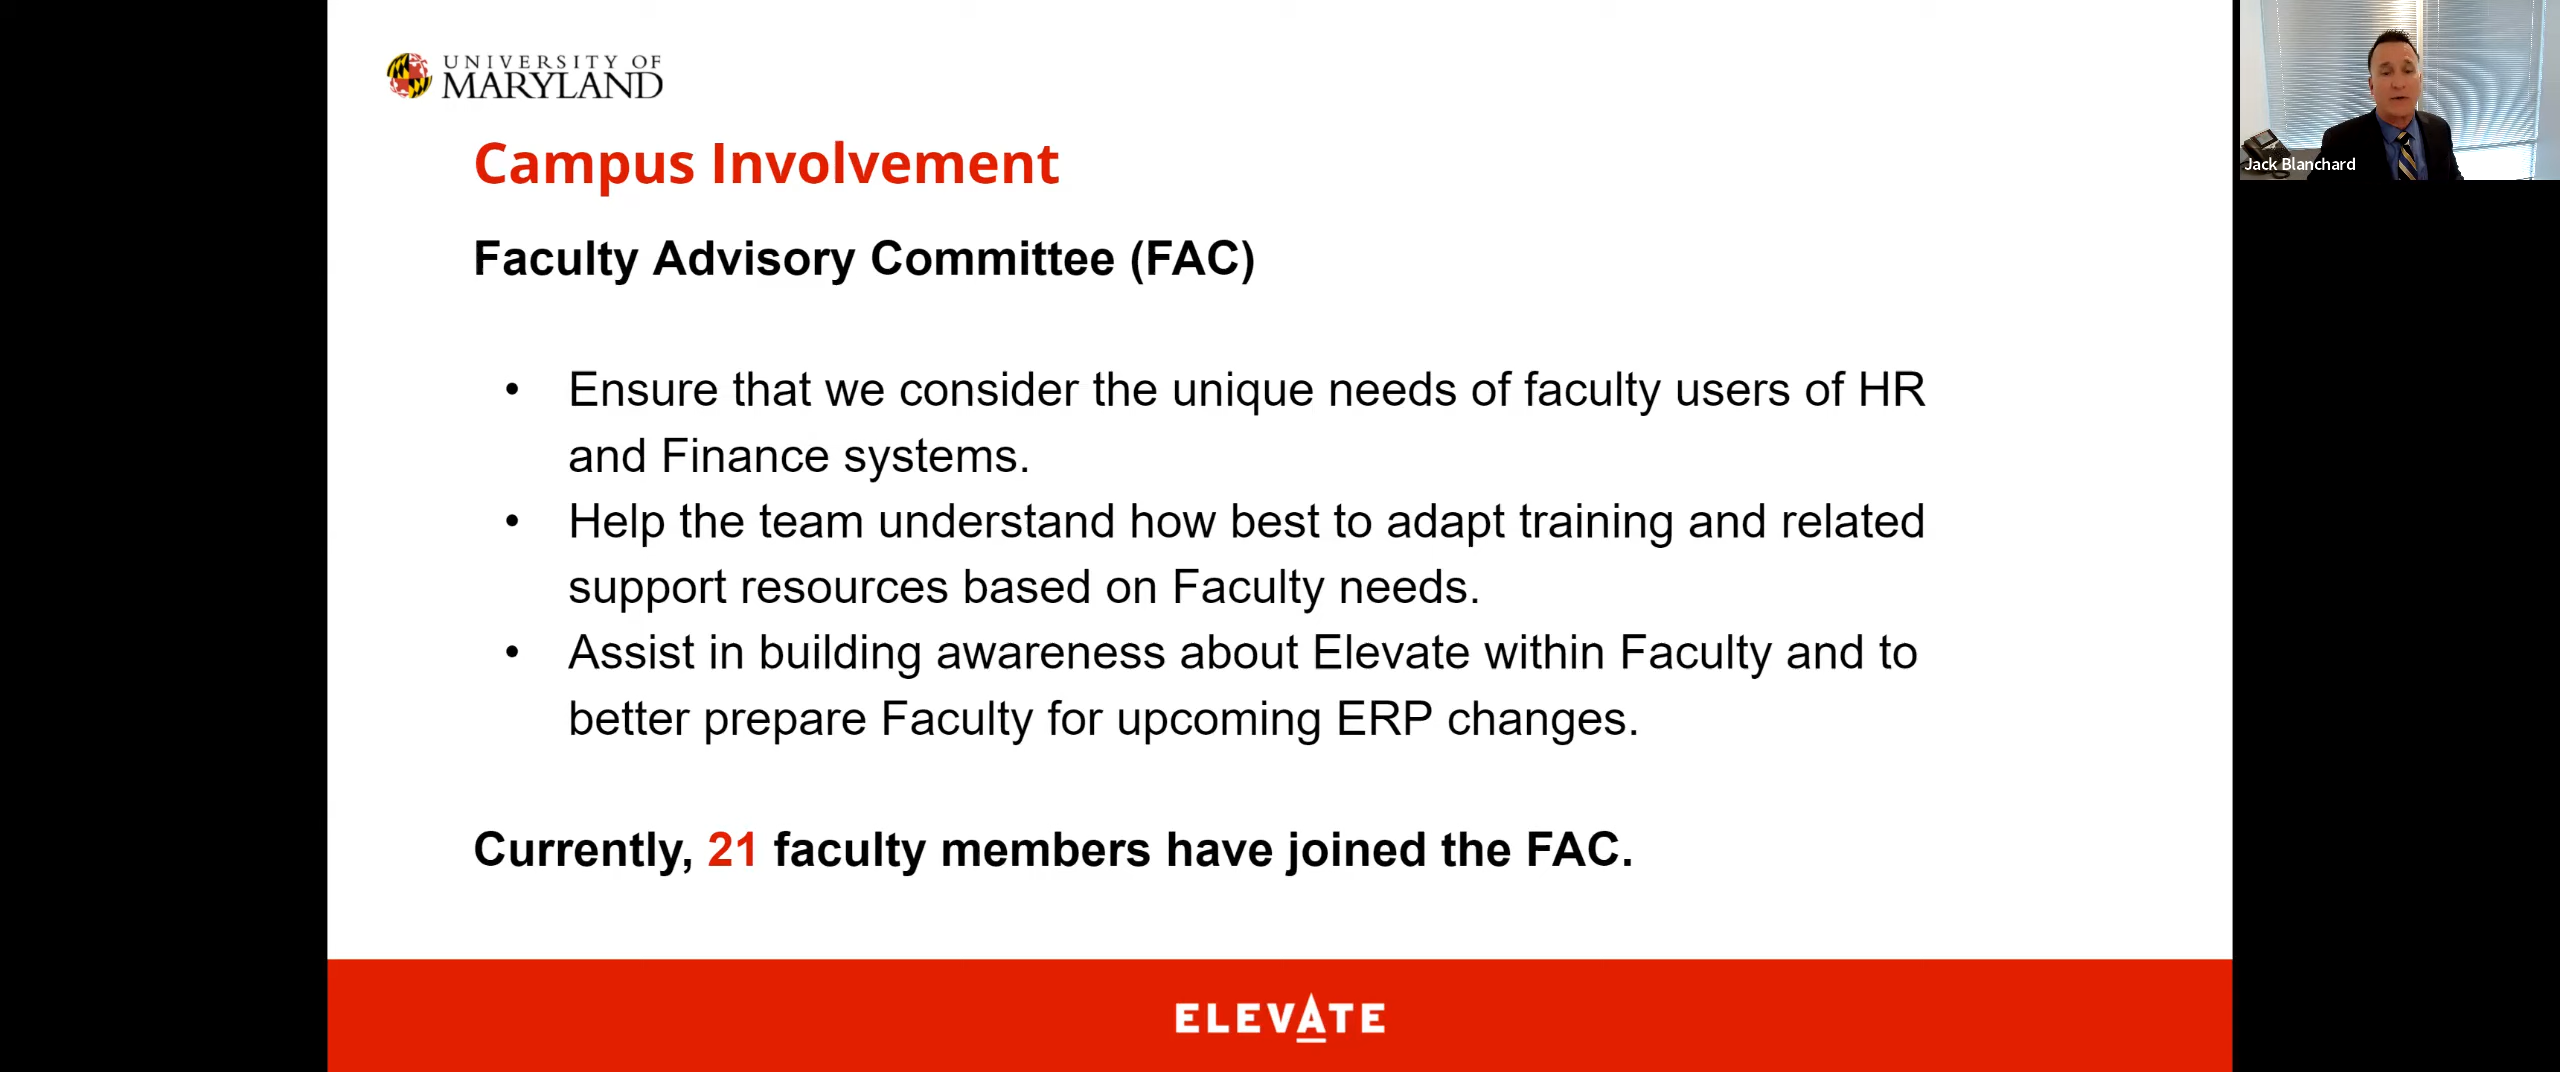 UNIVERSITY OF
MARYLAND
Campus Involvement
Faculty Advisory Committee (FAC)
• Ensure that we consider the unique needs of faculty users of HR
and Finance systems.
• Help the team understand how best to adapt training and related
support resources based on Faculty needs.
• Assist in building awareness about Elevate within Faculty and to
better prepare Faculty for upcoming ERP changes.
Currently, 21 faculty members have joined the FAC.
ELEVATE
Jack Blanchard